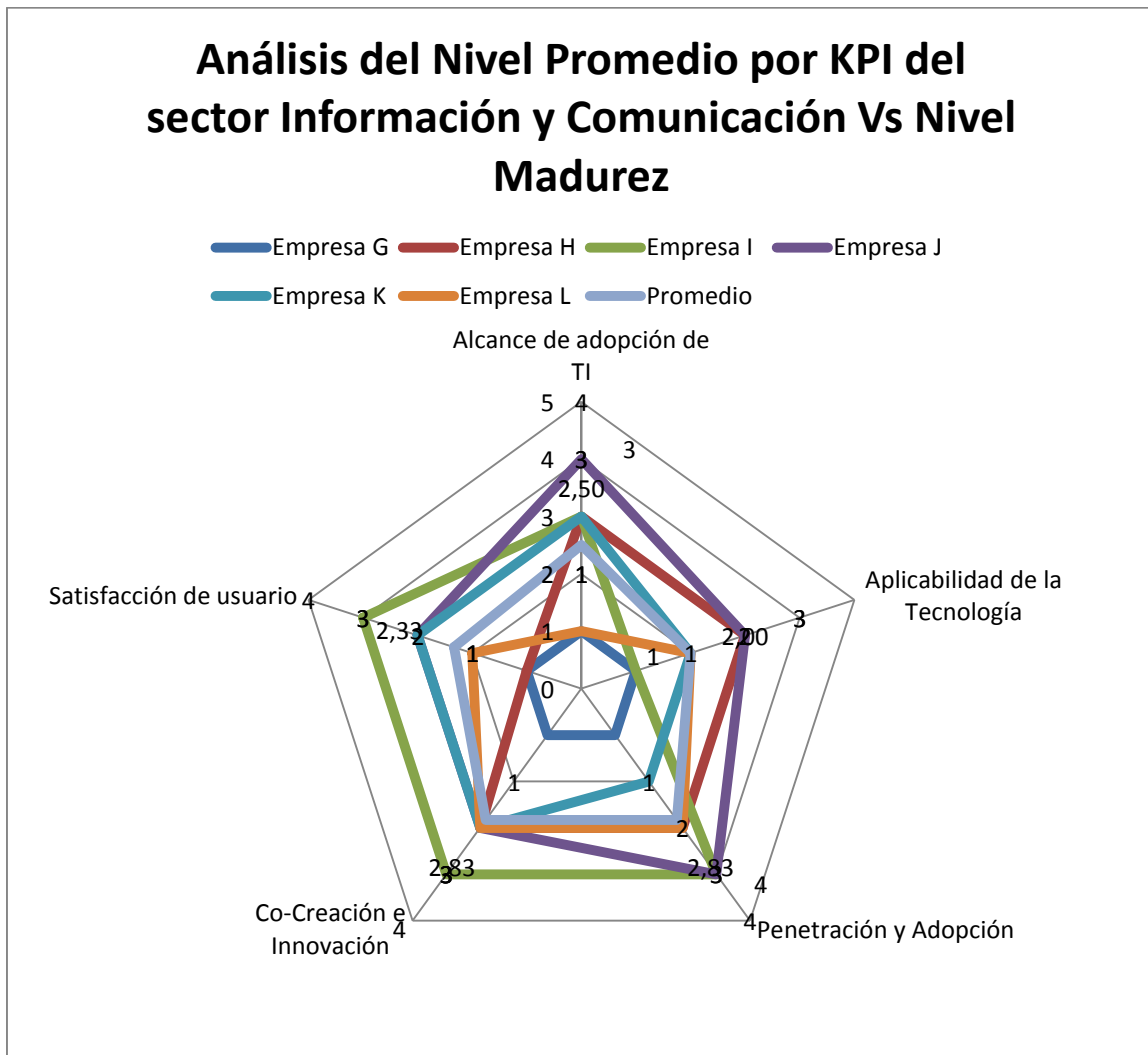 Análisis del Nivel Promedio por KPI del
sector Información y Comunicación Vs Nivel
Madurez
Empresa G Empresa H Empresa I Empresa J
Empresa K Empresa L Promedio
Alcance de adopción de
TI
5 4
3
4 3
2,50
3
2 1
Aplicabilidad de la
Tecnología
Satisfacción de usuario 4 3 2,33 2 1 1 1 1 3
0
1 1
2
2,83 3 2,83 3 4
Co-Creación e
Innovación
4 4 Penetración y Adopción